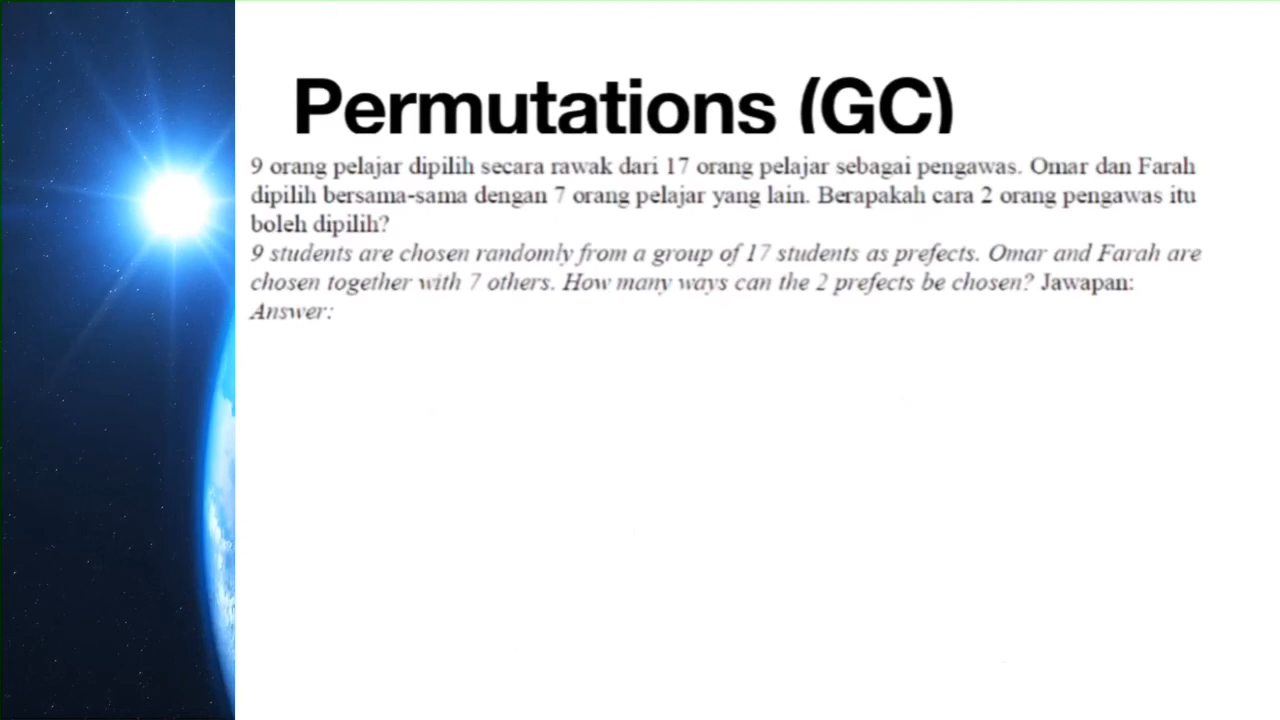 Permutations (GC)
9 orang pelajar dipilih secara rawak dari 17 orang pelajar sebagai pengawas. Omar dan Farah
dipilih bersama-sama dengan 7 orang pelajar yang lain. Berapakah cara 2 orang pengawas itu
boleh dipilih?
9 students are chosen randomly from a group of 17 students as prefects. Omar and Farah are
chosen together with 7 others. How many ways can the 2 prefects be chosen? Jawapan:
Answer: